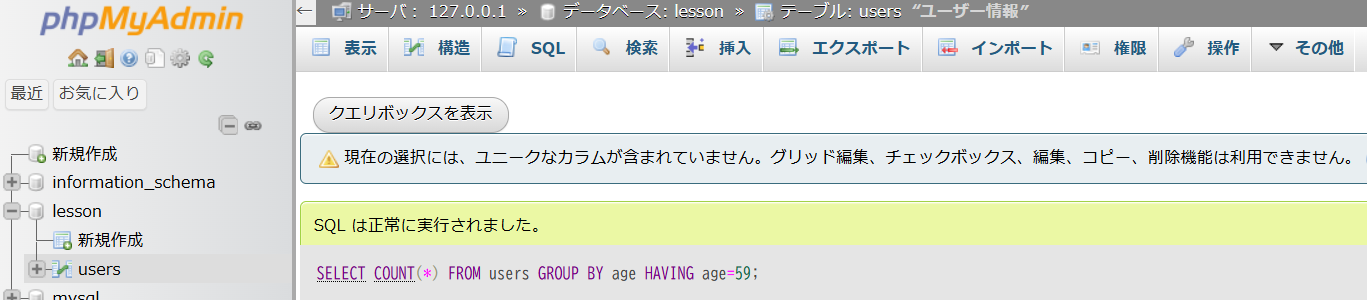 phpMyAdmin
最近 お気に入り
新規作成
information_schema
lesson
新規作成
users
mysql
サーバ: 127.0.0.1 » データベース: lesson » テーブル: users “ユーザー情報”
表示 構造 SQL 検索 挿入 エクスポート インポート 権限 操作 その他
クエリボックスを表示
現在の選択には、ユニークなカラムが含まれていません。グリッド編集、チェックボックス、編集、コピー、削除機能は利用できません。
SQL は正常に実行されました。
SELECT COUNT(*) FROM users GROUP BY age HAVING age=59;